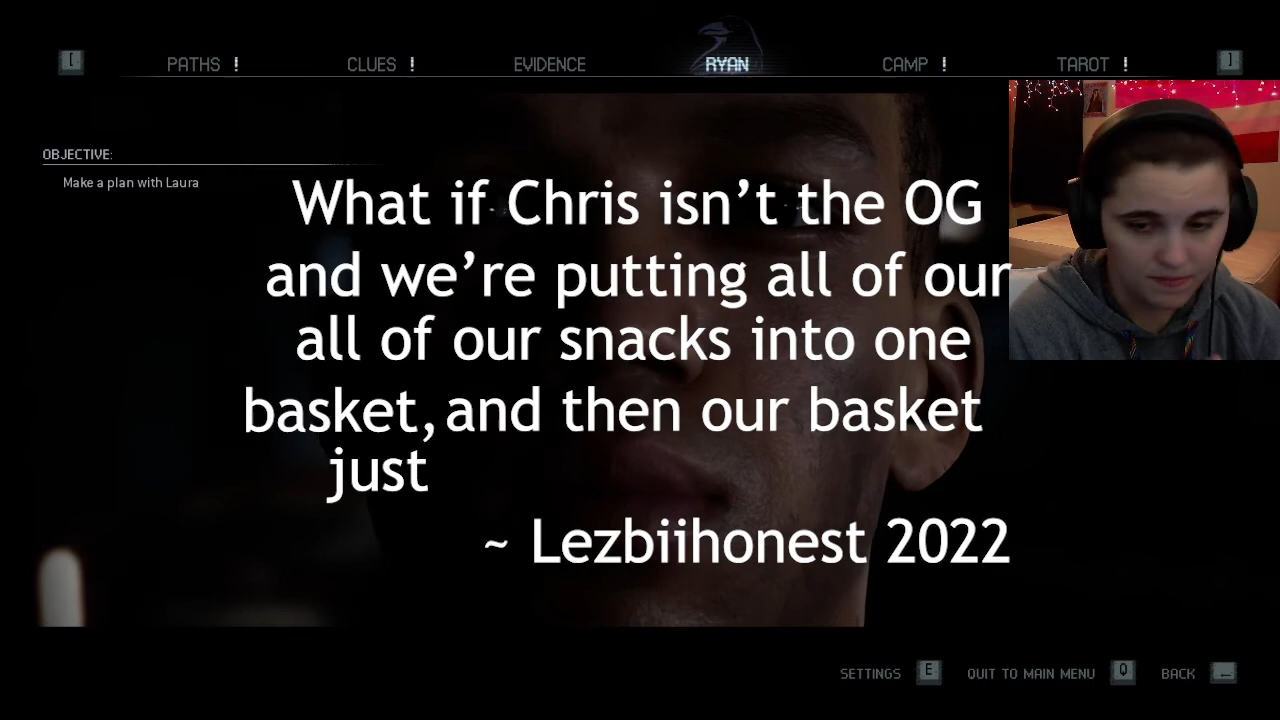 [ PATHS ! CLUES ! EVIDENCE RYAN CAMP ! TAROT ! ]
OBJECTIVE:
Make a plan with Laura
What if Chris isn't the OG
and we're putting all of our
all of our snacks into one
basket, and then our basket
just
~ Lezbiihonest 2022
SETTINGS E QUIT TO MAIN MENU Q BACK